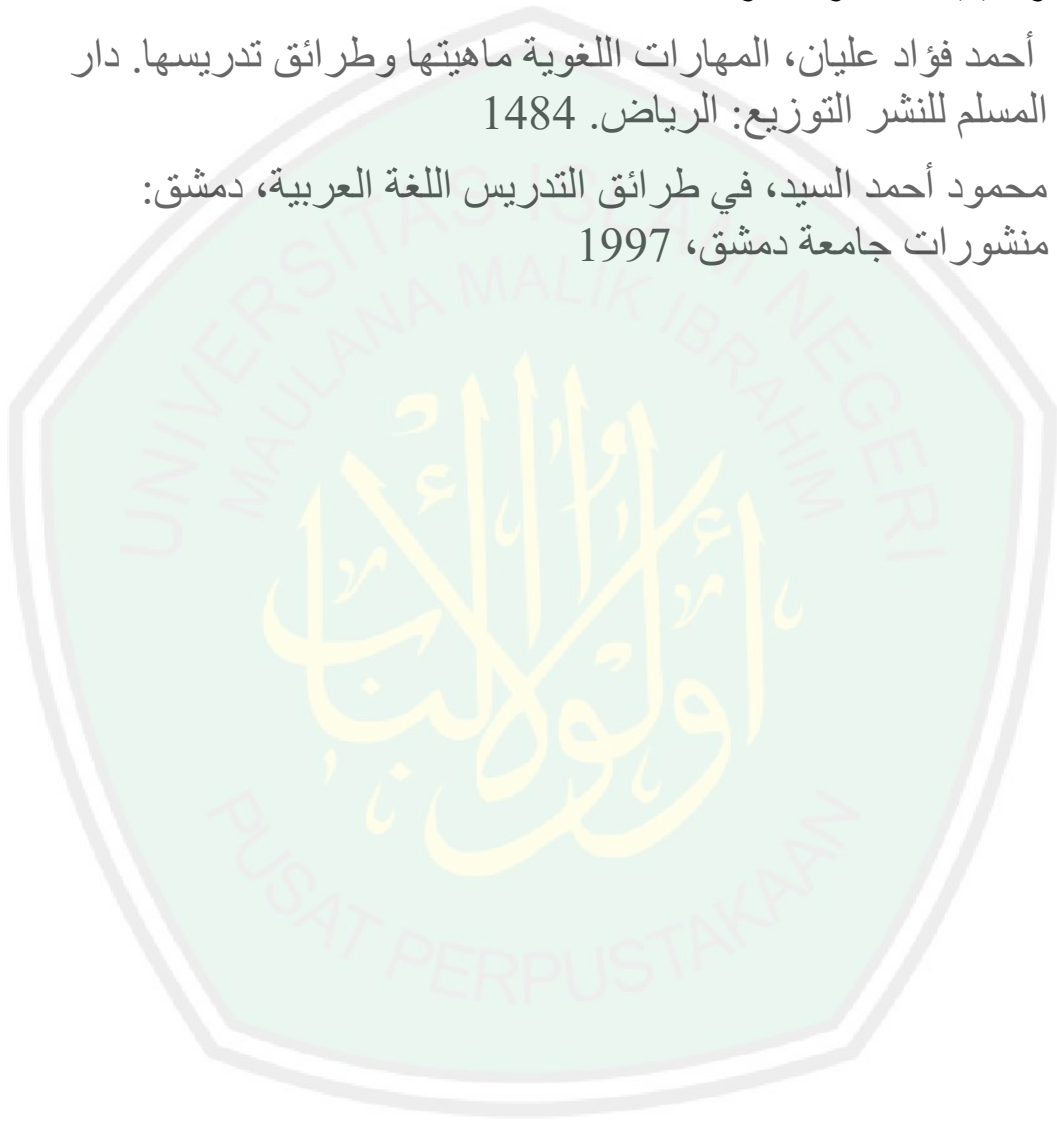 أحمد فؤاد عليان، المهارات اللغوية ماهيتها وطرائق تدريسها. دار
المسلم للنشر التوزيع: الرياض. 1484
محمود أحمد السيد، في طرائق التدريس اللغة العربية، دمشق:
منشورات جامعة دمشق، 1997
UNIVERSITAS ISLAM NEGERI
MAULANA MALIK IBRAHIM
أولوا الألباب
PUSAT PERPUSTAKAAN